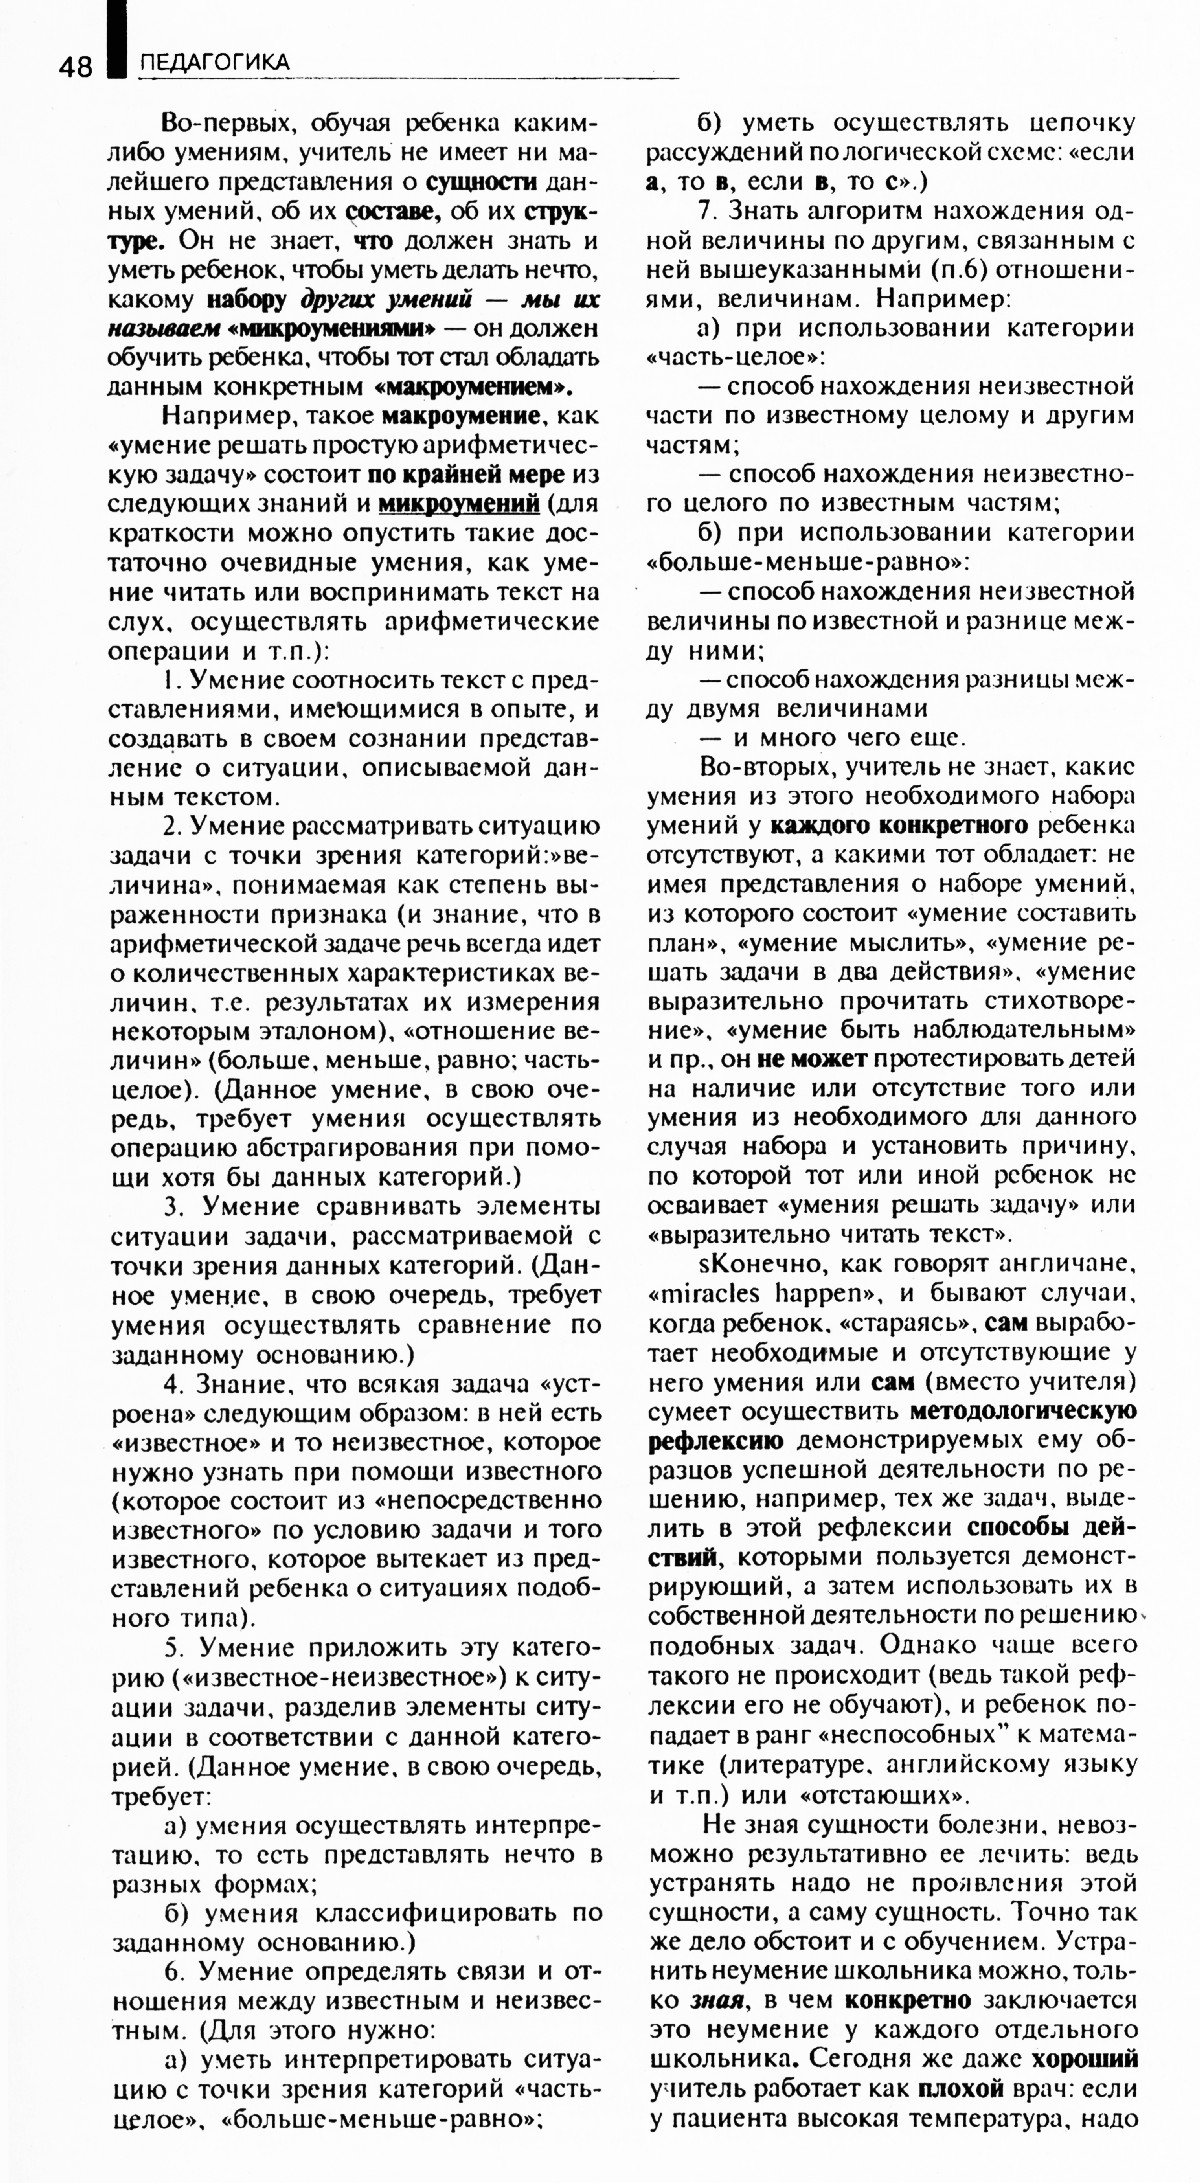 48
ПЕДАГОГИКА
Во-первых, обучая ребенка каким-
либо умениям, учитель не имеет ни ма-
лейшего представления о сущности дан-
ных умений, об их составе, об их струк-
туре. Он не знает, что должен знать и
уметь ребенок, чтобы уметь делать нечто,
какому набору других умений — мы их
называем «микроумениями» — он должен
обучить ребенка, чтобы тот стал обладать
данным конкретным «макроумением».
Например, такое макроумение, как
«умение решать простую арифметичес-
кую задачу» состоит по крайней мере из
следующих знаний и микроумений (для
краткости можно опустить такие дос-
таточно очевидные умения, как уме-
ние читать или воспринимать текст на
слух, осуществлять арифметические
операции и т.п.):
1. Умение соотносить текст с пред-
ставлениями, имеющимися в опыте, и
создавать в своем сознании представ-
ление о ситуации, описываемой дан-
ным текстом.
2. Умение рассматривать ситуацию
задачи с точки зрения категорий:»ве-
личина», понимаемая как степень вы-
раженности признака (и знание, что в
арифметической задаче речь всегда идет
о количественных характеристиках ве-
личин, т.е. результатах их измерения
некоторым эталоном), «отношение ве-
личин» (больше, меньше, равно; часть-
целое). (Данное умение, в свою оче-
редь, требует умения осуществлять
операцию абстрагирования при помо-
щи хотя бы данных категорий.)
3. Умение сравнивать элементы
ситуации задачи, рассматриваемой с
точки зрения данных категорий. (Дан-
ное умение, в свою очередь, требует
умения осуществлять сравнение по
заданному основанию.)
4. Знание, что всякая задача «уст-
роена» следующим образом: в ней есть
«известное» и то неизвестное, которое
нужно узнать при помощи известного
(которое состоит из «непосредственно
известного» по условию задачи и того
известного, которое вытекает из пред-
ставлений ребенка о ситуациях подоб-
ного типа).
5. Умение приложить эту катего-
рию («известное-неизвестное») к ситу-
ации задачи, разделив элементы ситу-
ации в соответствии с данной катего-
рией. (Данное умение, в свою очередь,
требует:
а) умения осуществлять интерпре-
тацию, то есть представлять нечто в
разных формах;
б) умения классифицировать по
заданному основанию.)
6. Умение определять связи и от-
ношения между известным и неизвес-
тным. (Для этого нужно:
а) уметь интерпретировать ситуа-
цию с точки зрения категорий «часть-
целое», «больше-меньше-равно»;
б) уметь осуществлять цепочку
рассуждений по логической схеме: «если
а, то в, если в, то с».)
7. Знать алгоритм нахождения од-
ной величины по другим, связанным с
ней вышеуказанными (п.6) отношени-
ями, величинам. Например:
а) при использовании категории
«часть-целое»:
— способ нахождения неизвестной
части по известному целому и другим
частям;
— способ нахождения неизвестно-
го целого по известным частям;
б) при использовании категории
«больше-меньше-равно»:
— способ нахождения неизвестной
величины по известной и разнице меж-
ду ними;
— способ нахождения разницы меж-
ду двумя величинами
— и много чего еще.
Во-вторых, учитель не знает, какие
умения из этого необходимого набора
умений у каждого конкретного ребенка
отсутствуют, а какими тот обладает: не
имея представления о наборе умений,
из которого состоит «умение составить
план», «умение мыслить», «умение ре-
шать задачи в два действия», «умение
выразительно прочитать стихотворе-
ние», «умение быть наблюдательным»
и пр., он не может протестировать детей
на наличие или отсутствие того или
умения из необходимого для данного
случая набора и установить причину,
по которой тот или иной ребенок не
осваивает «умения решать задачу» или
«выразительно читать текст».
sКонечно, как говорят англичане,
«miracles happen», и бывают случаи,
когда ребенок, «стараясь», сам вырабо-
тает необходимые и отсутствующие у
него умения или сам (вместо учителя)
сумеет осуществить методологическую
рефлексию демонстрируемых ему об-
разцов успешной деятельности по ре-
шению, например, тех же задач, выде-
лить в этой рефлексии способы дей-
ствий, которыми пользуется демонст-
рирующий, а затем использовать их в
собственной деятельности по решению
подобных задач. Однако чаще всего
такого не происходит (ведь такой реф-
лексии его не обучают), и ребенок по-
падает в ранг «неспособных” к матема-
тике (литературе, английскому языку
и т.п.) или «отстающих».
Не зная сущности болезни, невоз-
можно результативно ее лечить: ведь
устранять надо не проявления этой
сущности, а саму сущность. Точно так
же дело обстоит и с обучением. Устра-
нить неумение школьника можно, толь-
ко зная, в чем конкретно заключается
это неумение у каждого отдельного
школьника. Сегодня же даже хороший
учитель работает как плохой врач: если
у пациента высокая температура, надо